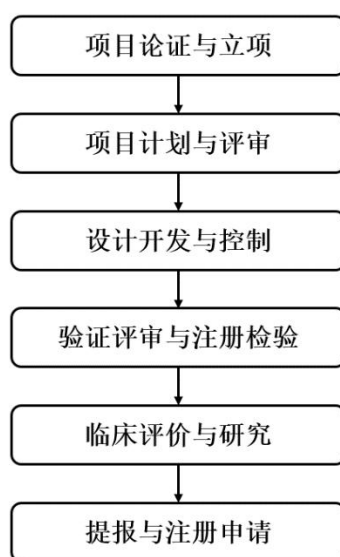 项目论证与立项
项目计划与评审
设计开发与控制
验证评审与注册检验
临床评价与研究
提报与注册申请